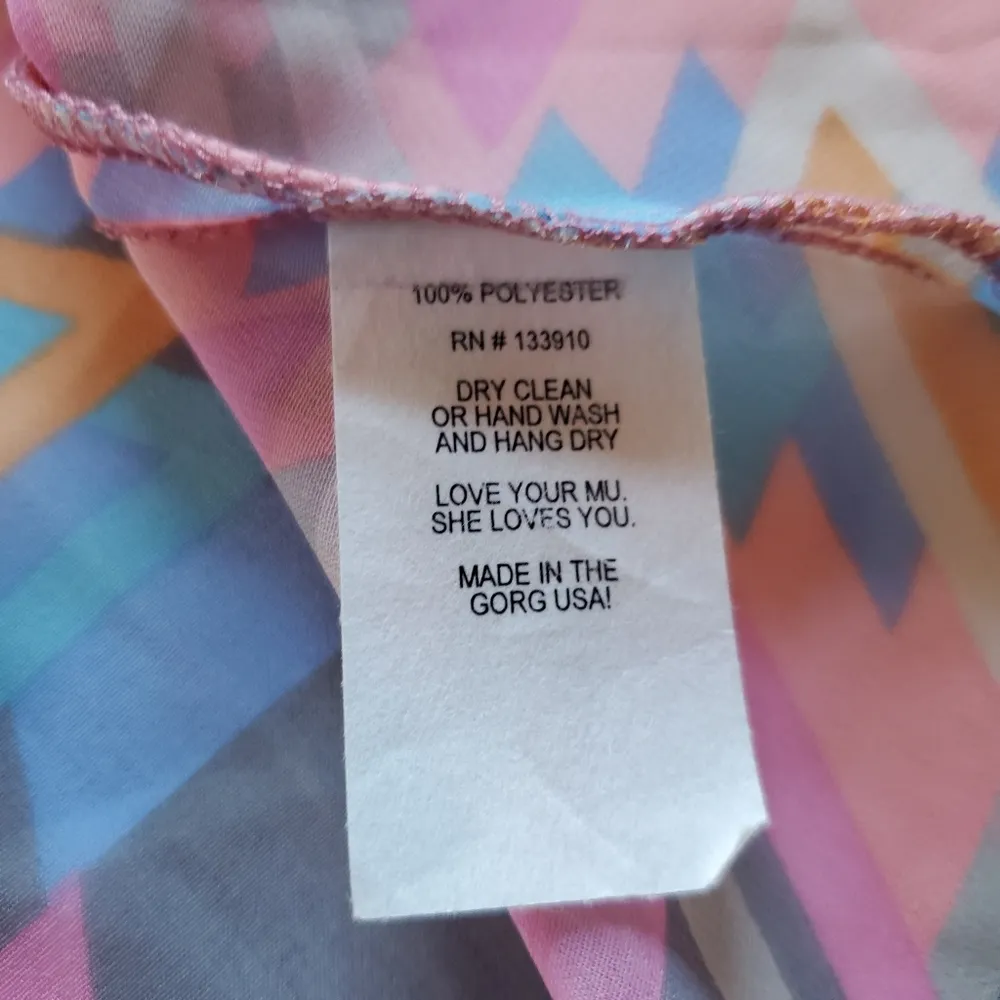 100% POLYESTER
RN # 133910
DRY CLEAN
OR HAND WASH
AND HANG DRY
LOVE YOUR MU.
SHE LOVES YOU.
MADE IN THE
GORG USA!